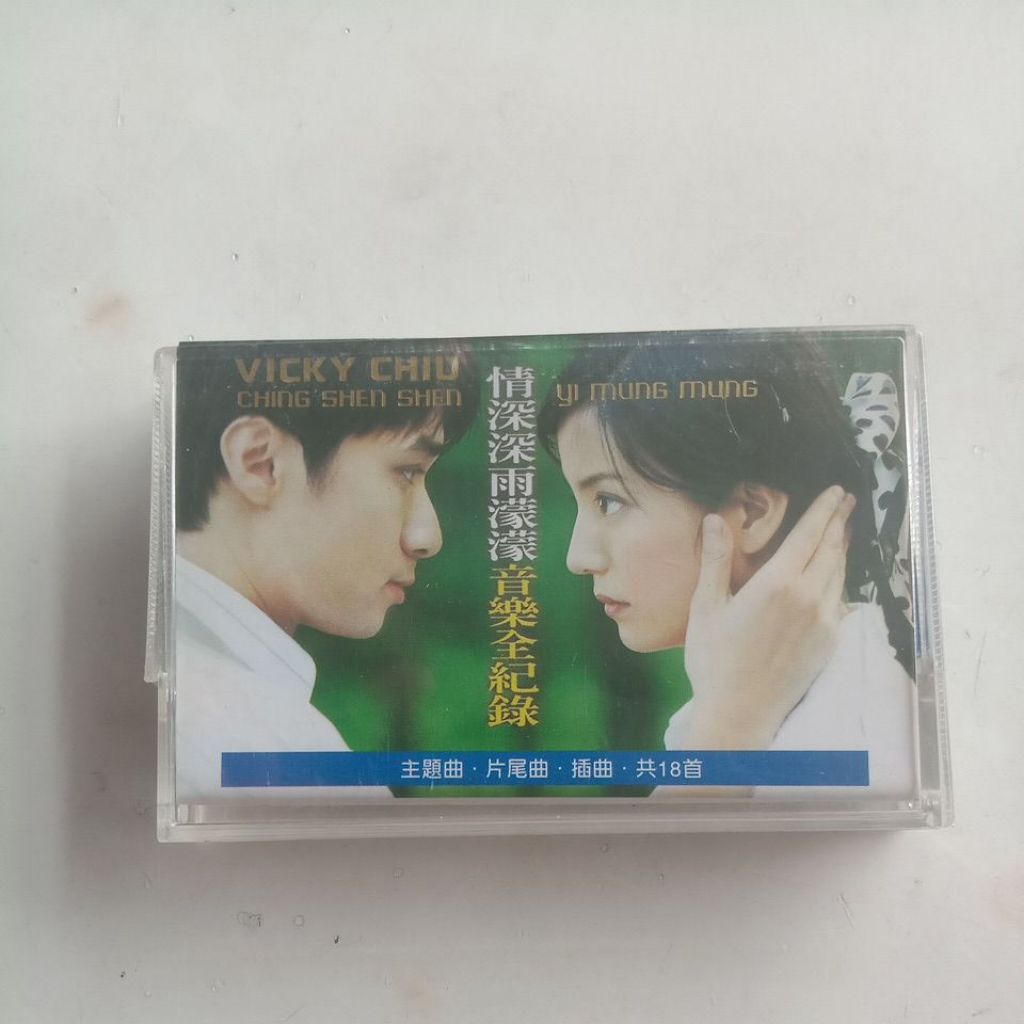 VICKY CHIU
CHING SHEN SHEN
YI MUNG MUNG
情深深雨濛濛音樂全紀錄
主題曲·片尾曲·插曲·共18首